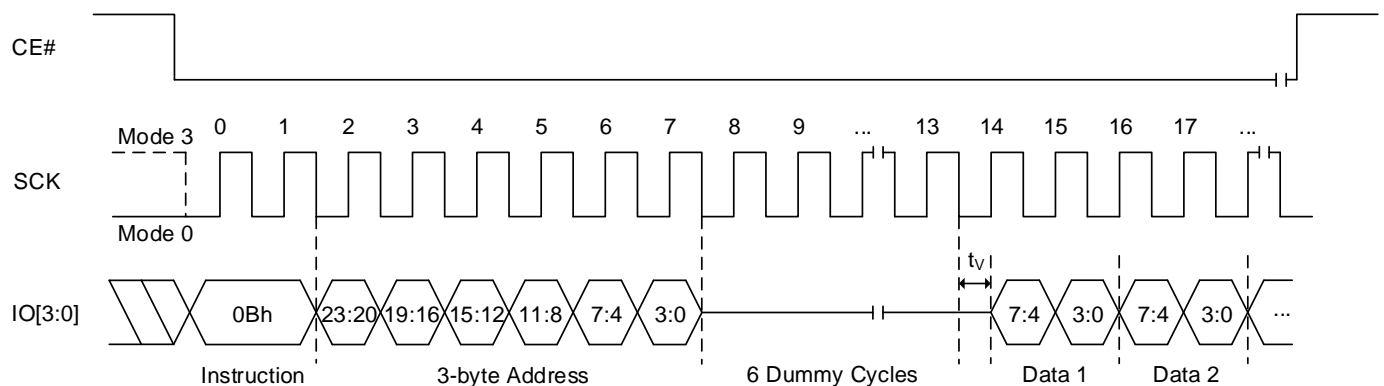 CE#
0 1 2 3 4 5 6 7 8 9 ... 13 14 15 16 17 ...
Mode 3
SCK
Mode 0
tV
IO[3:0] 0Bh 23:20 19:16 15:12 11:8 7:4 3:0 7:4 3:0 7:4 3:0 ...
Instruction 3-byte Address 6 Dummy Cycles Data 1 Data 2